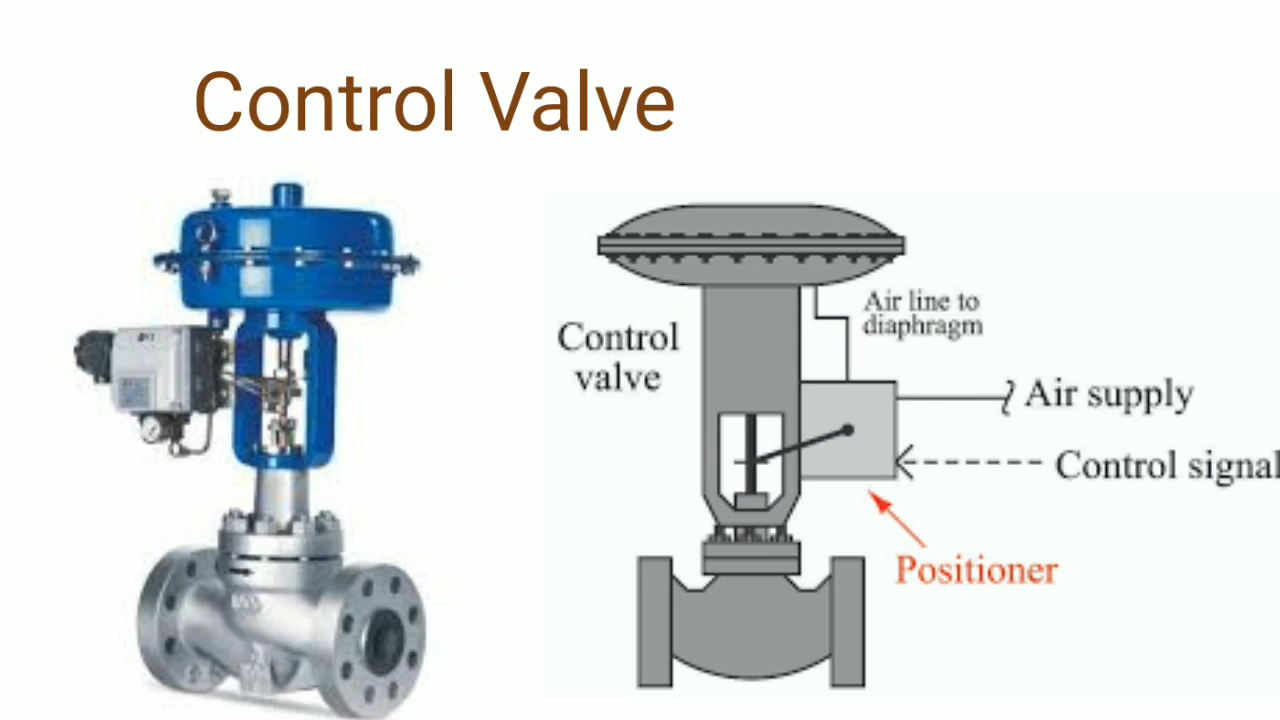 Control Valve
Control
valve
Air line to
diaphragm
Air supply
Control signal
Positioner